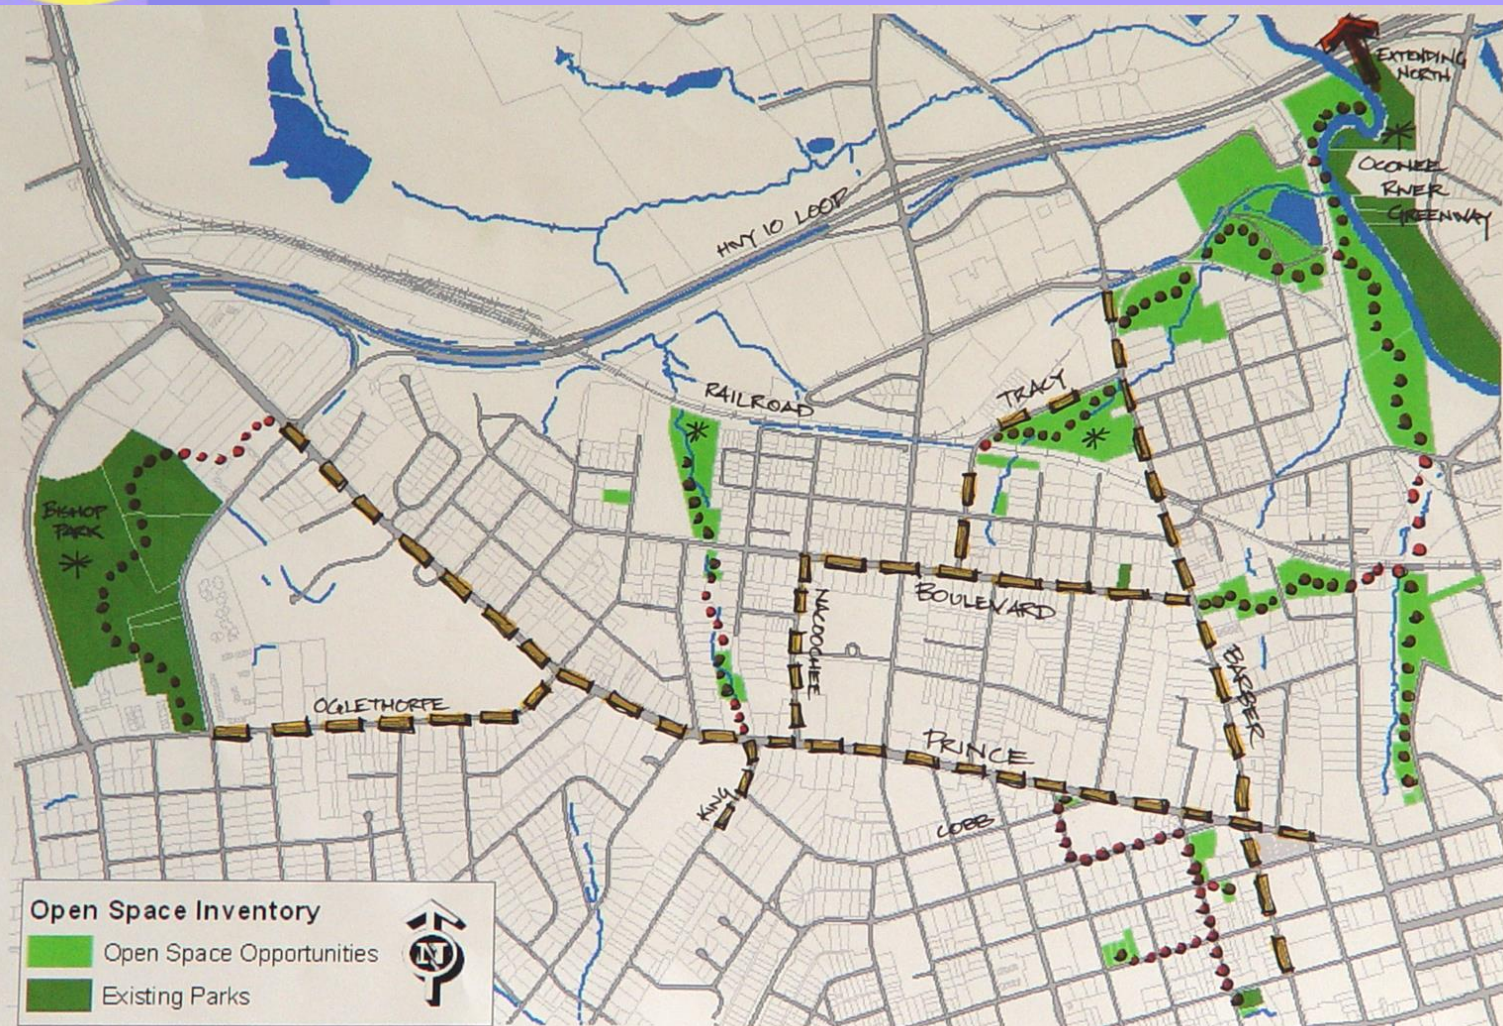 EXTENDING
NORTH
OCONEE
RIVER
GREENWAY
HWY 10 LOOP
RAILROAD
TRACY
BISHOP
PARK
BOULEVARD
NACOOCHEE
BARBER
OGLETHORPE
PRINCE
KING
COBB
Open Space Inventory
Open Space Opportunities
Existing Parks
N